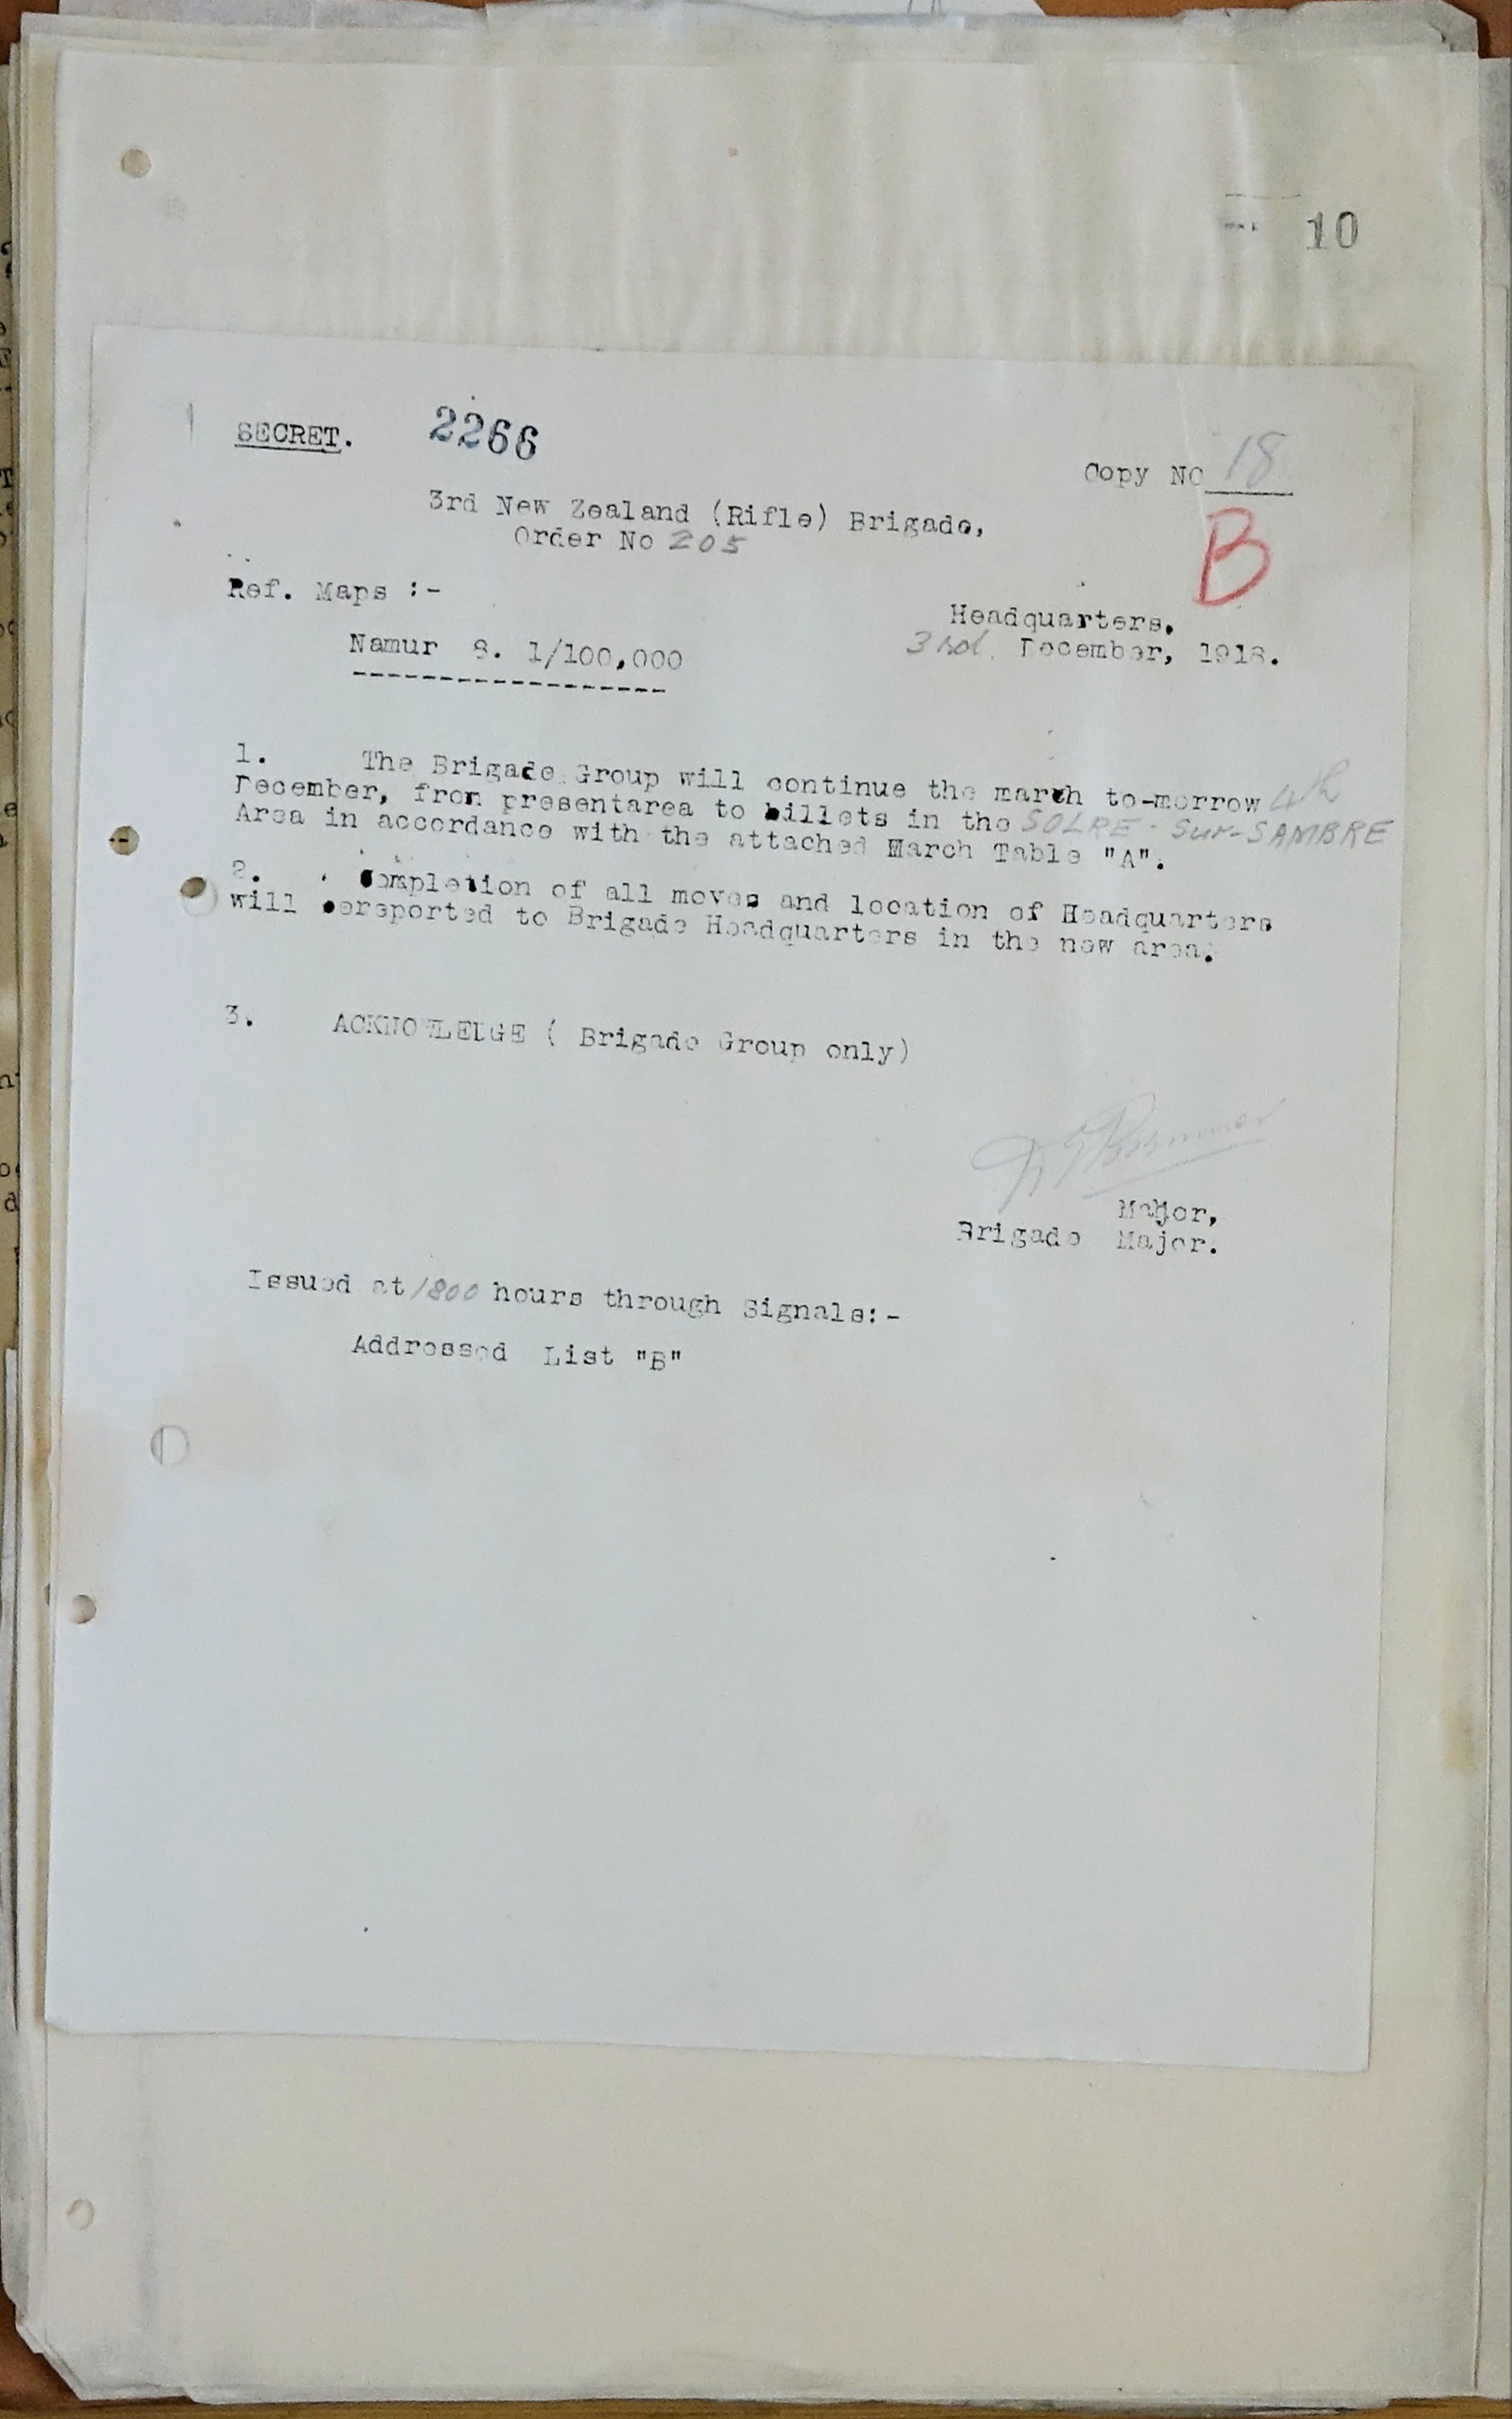 10
SECRET. 2266
Copy NO 18
3rd New Zealand (Rifle) Brigade,
Order No 205
B
Ref. Maps :-
Headquarters.
Namur 8. 1/100,000
3rd. December, 1918.
1. The Brigade Group will continue the march to-morrow 4th
December, from presentarea to billets in the SOLRE-Sur-SAMBRE
Area in accordance with the attached March Table "A".
2. Completion of all moves and location of Headquarters
will bereported to Brigade Headquarters in the new area.
3. ACKNOWLEDGE ( Brigade Group only)
Major,
Brigade Major.
Issued at 1800 hours through Signals:-
Addressed List "B"